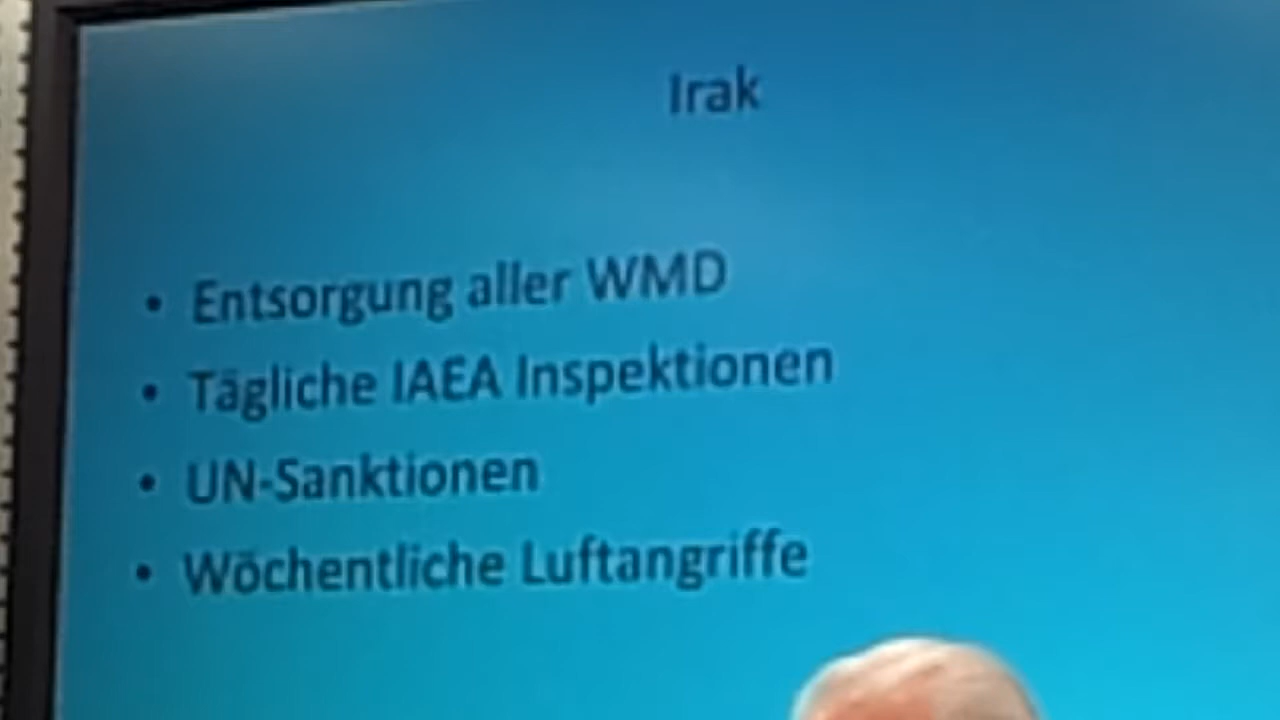 Irak
• Entsorgung aller WMD
• Tägliche IAEA Inspektionen
• UN-Sanktionen
• Wöchentliche Luftangriffe